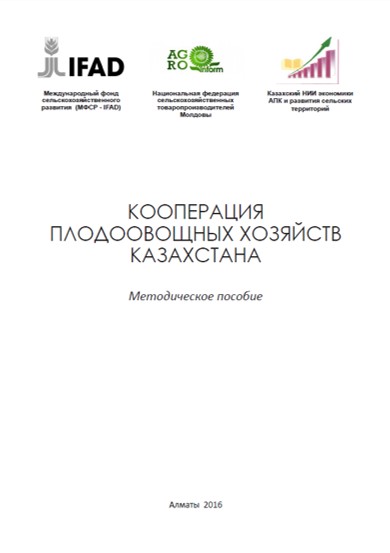 IFAD
AGRO inform
Международный фонд
сельскохозяйственного
развития (МФСР - IFAD)
Национальная федерация
сельскохозяйственных
товаропроизводителей
Молдовы
Казахский НИИ экономики
АПК и развития сельских
территорий
КООПЕРАЦИЯ
ПЛОДООВОЩНЫХ ХОЗЯЙСТВ
КАЗАХСТАНА
Методическое пособие
Алматы 2016